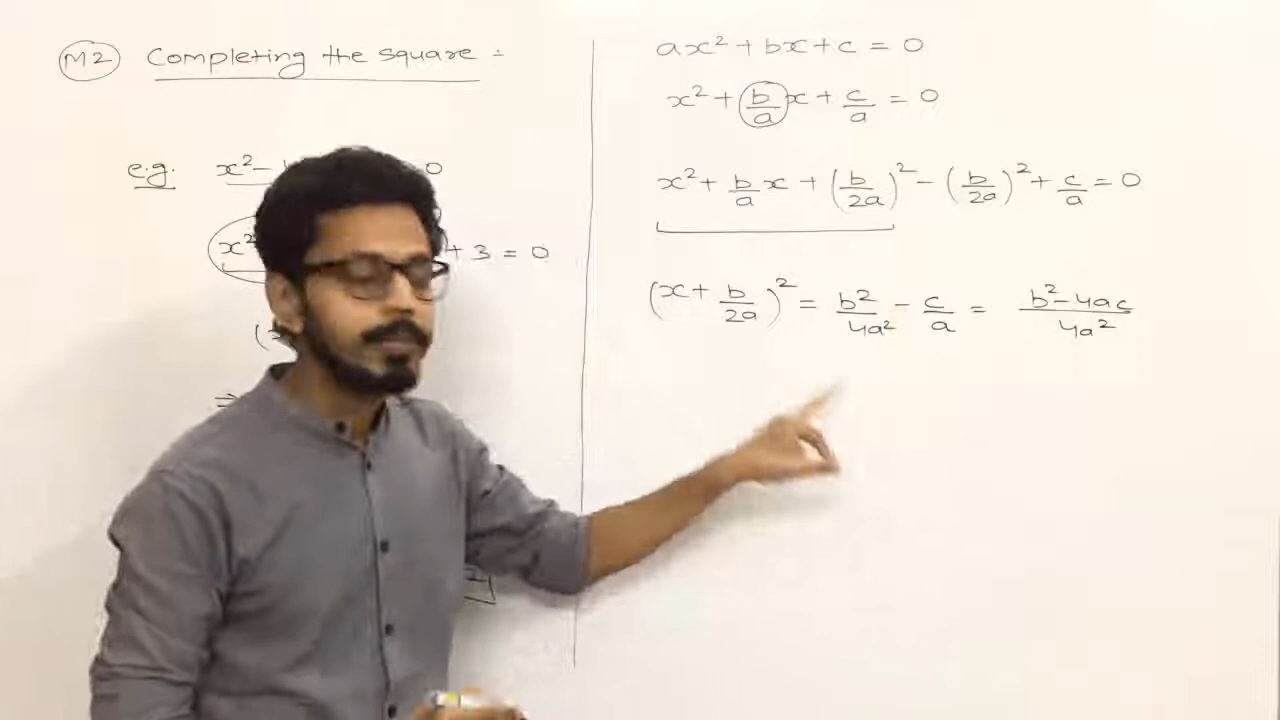 M2 Completing the square :-
e.g. x² – = 0
x² + 3 = 0
(
⇒
ax² + bx + c = 0
x² + b/a x + c/a = 0
x² + b/a x + (b/2a)² - (b/2a)² + c/a = 0
(x + b/2a)² = b²/4a² - c/a = b²-4ac/4a²